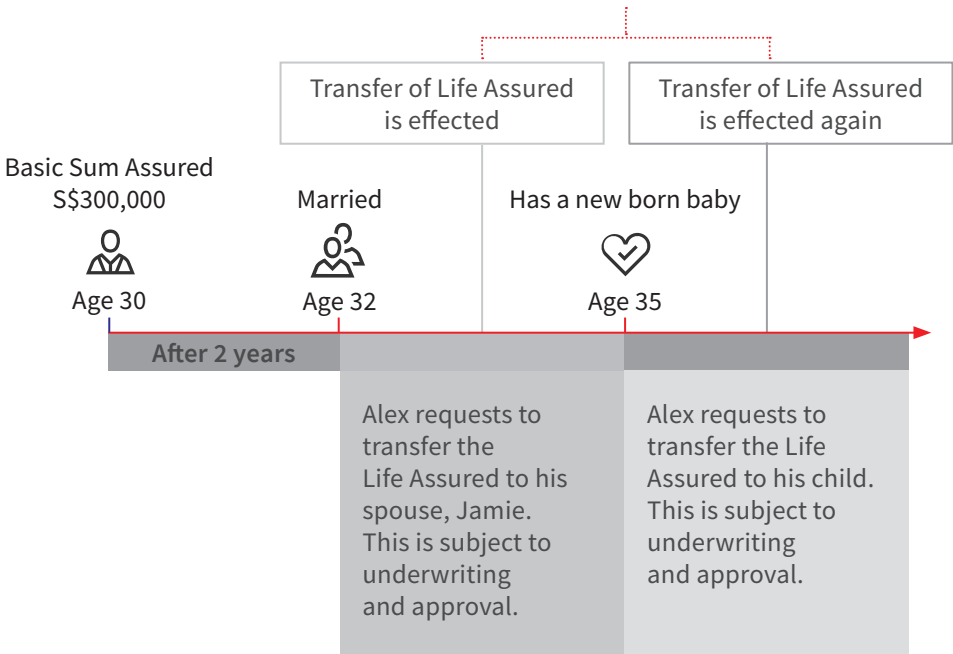 Transfer of Life Assured
is effected
Transfer of Life Assured
is effected again
Basic Sum Assured
S$300,000
Married
Has a new born baby
Age 30
Age 32
Age 35
After 2 years
Alex requests to
transfer the
Life Assured to his
spouse, Jamie.
This is subject to
underwriting
and approval.
Alex requests to
transfer the Life
Assured to his child.
This is subject to
underwriting
and approval.